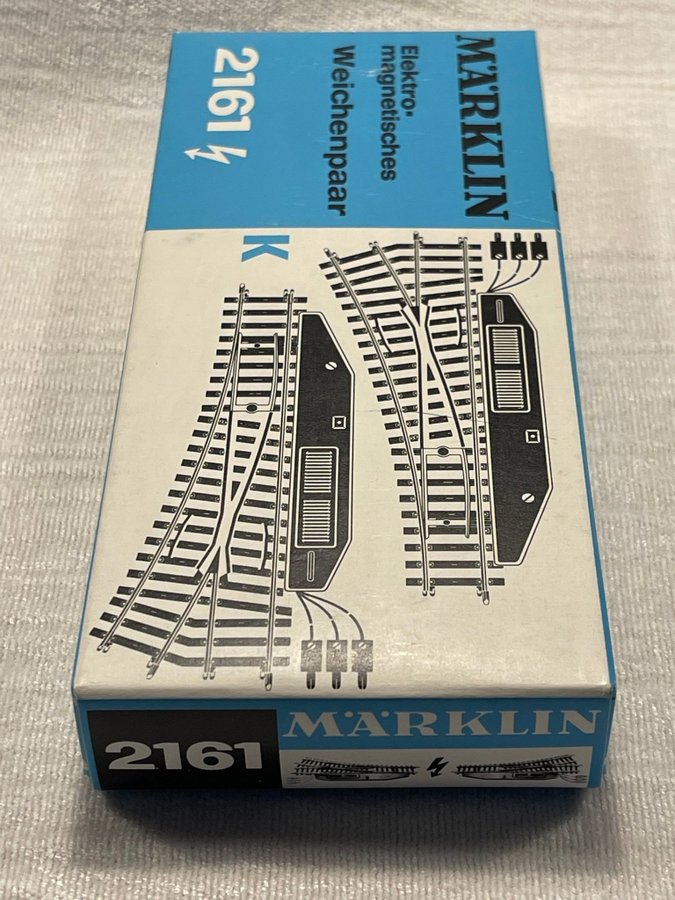 MÄRKLIN
Elektro-
magnetisches
Weichenpaar
2161
K
MÄRKLIN
2161